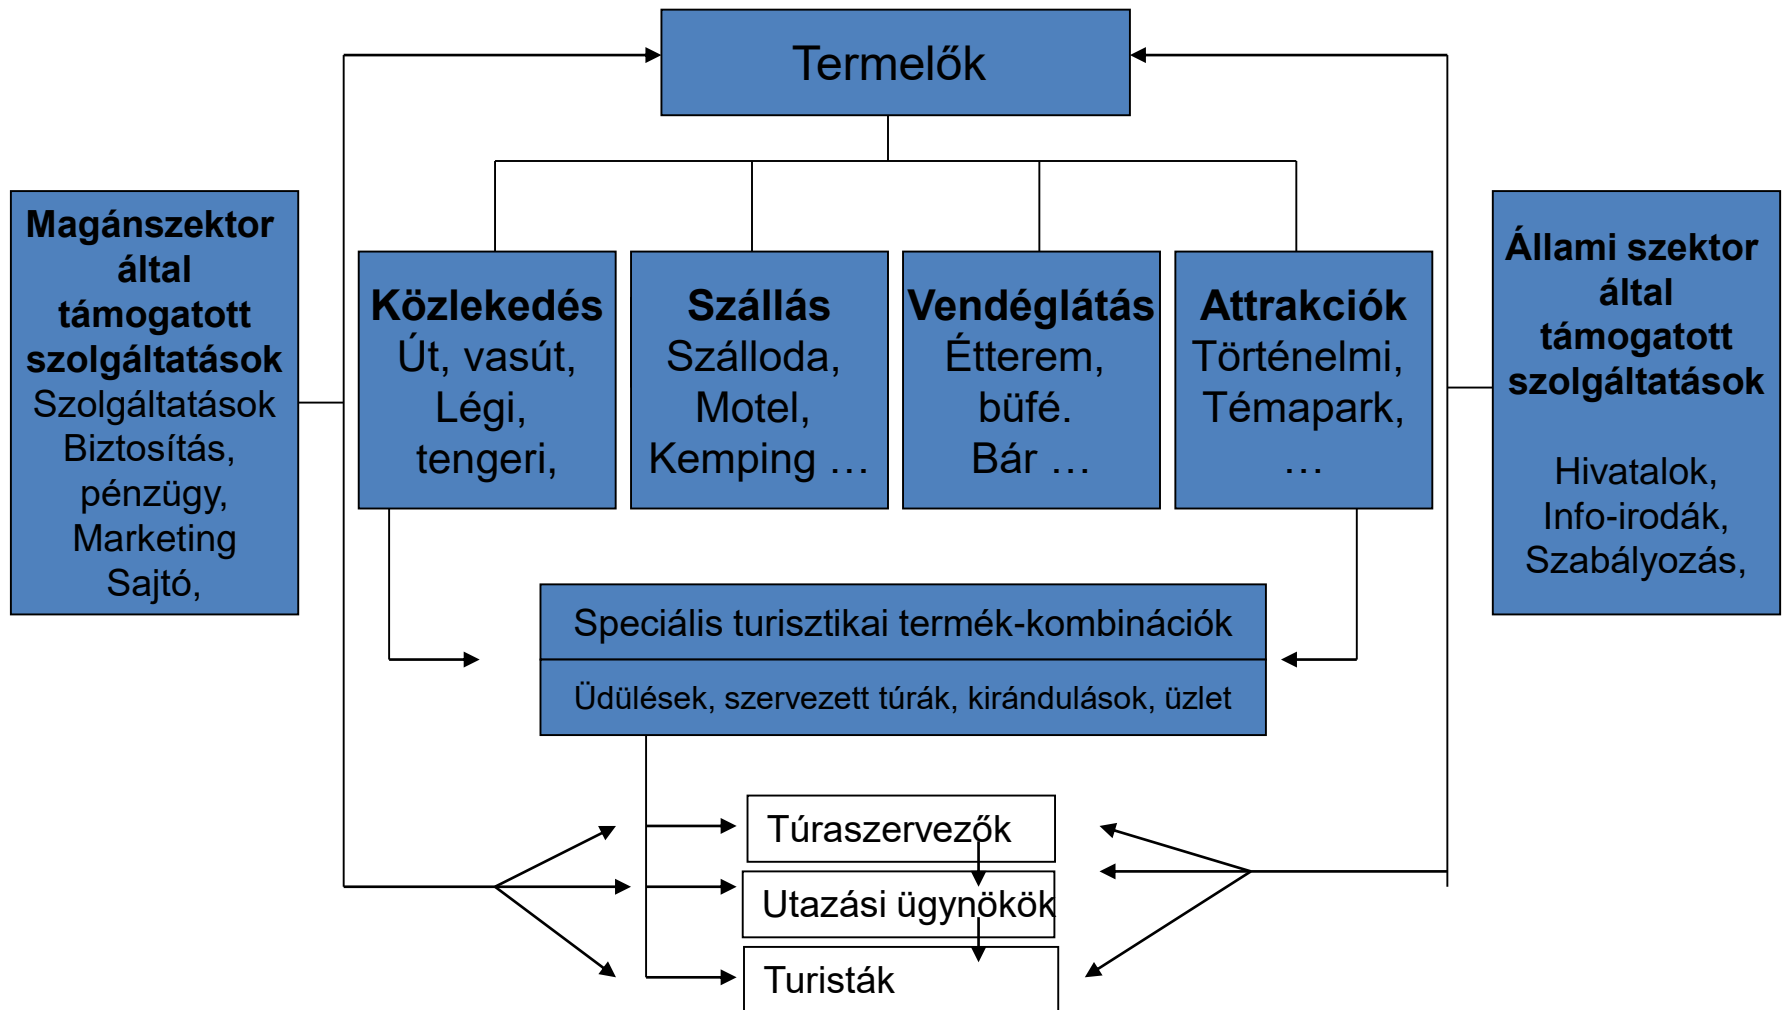 Termelők
Magánszektor
által
támogatott
szolgáltatások
Szolgáltatások
Biztosítás,
pénzügy,
Marketing
Sajtó,
Közlekedés
Út, vasút,
Légi,
tengeri,
Szállás
Szálloda,
Motel,
Kemping …
Vendéglátás
Étterem,
büfé.
Bár …
Attrakciók
Történelmi,
Témapark,
…
Állami szektor
által
támogatott
szolgáltatások
Hivatalok,
Info-irodák,
Szabályozás,
Speciális turisztikai termék-kombinációk
Üdülések, szervezett túrák, kirándulások, üzlet
Túraszervezők
Utazási ügynökök
Turisták